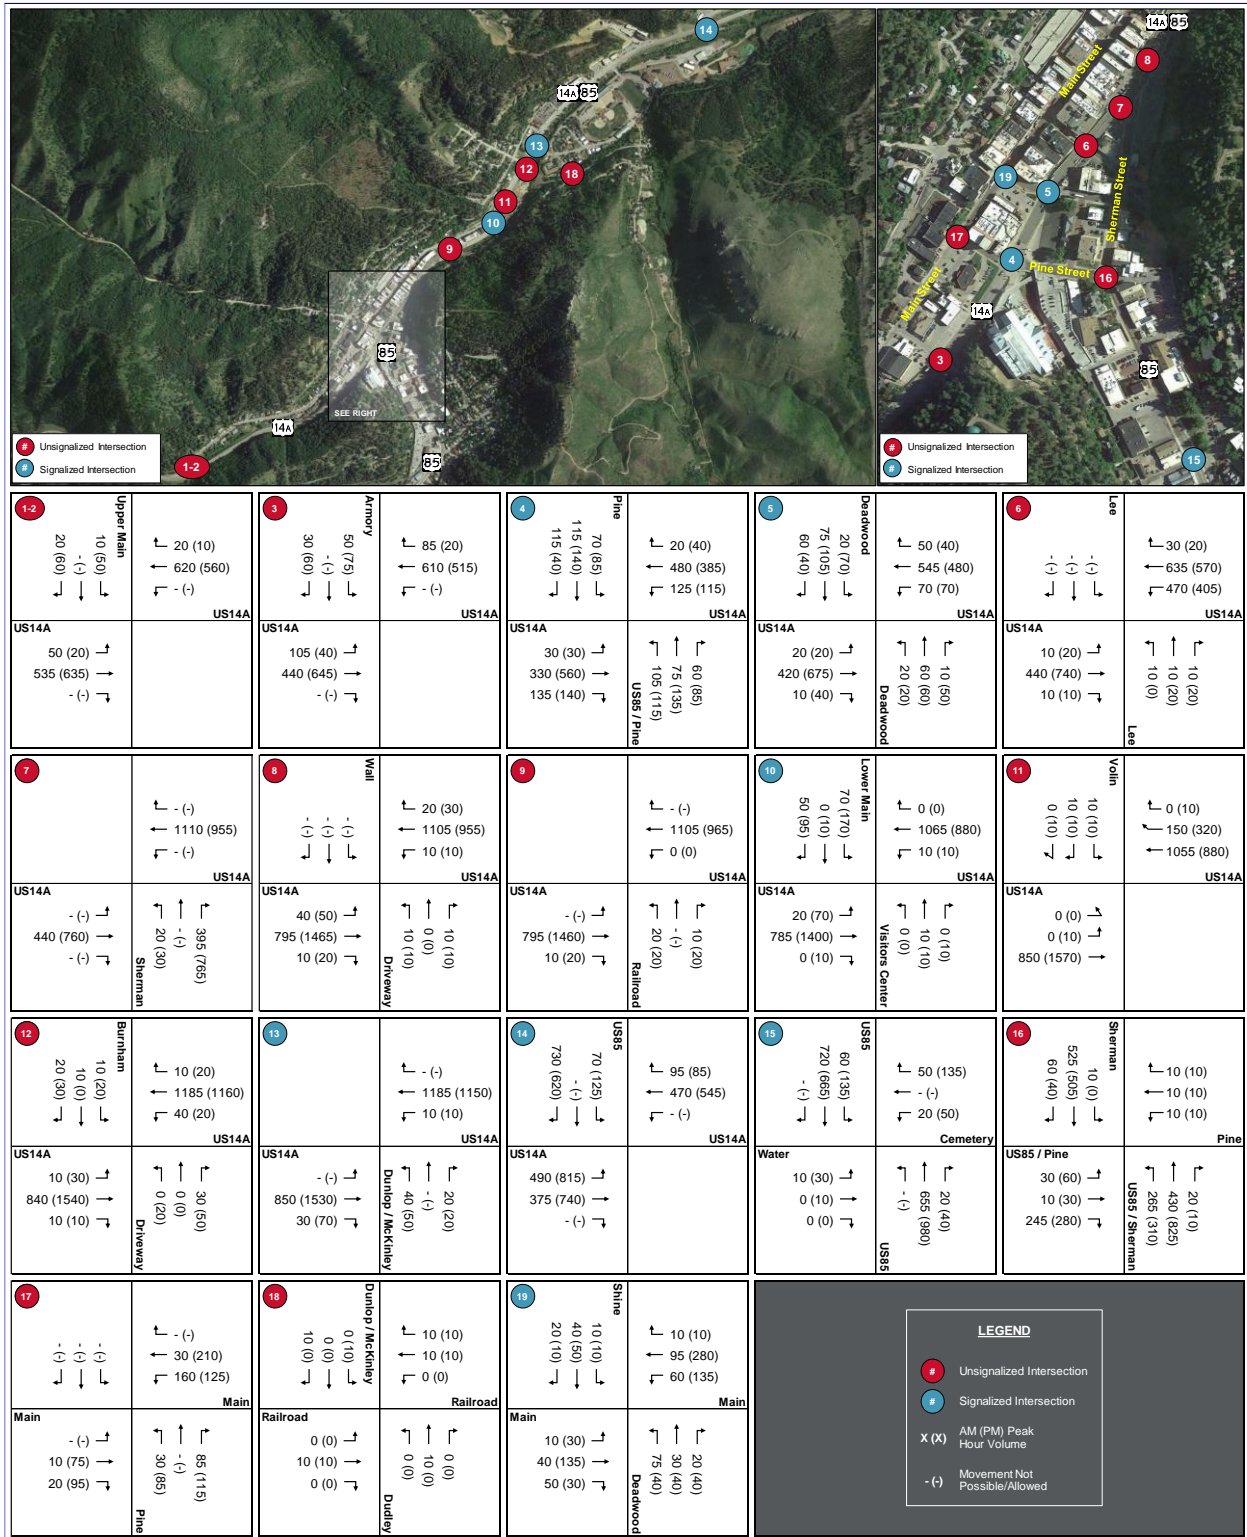 14
14A 85
13
12
18
11
10
9
85
SEE RIGHT
14A
85
1-2
# Unsignalized Intersection
# Signalized Intersection
14A 85
8
Main Street
7
6
19
5
Sherman Street
17
4
Pine Street
16
Main Street
14A
3
85
15
# Unsignalized Intersection
# Signalized Intersection
1-2
Upper Main
20 (60)
- (-)
10 (50)
20 (10)
620 (560)
- (-)
US14A
US14A
50 (20)
535 (635)
- (-)
3
Armory
30 (60)
- (-)
50 (75)
85 (20)
610 (515)
- (-)
US14A
US14A
105 (40)
440 (645)
- (-)
4
Pine
115 (40)
115 (140)
70 (85)
20 (40)
480 (385)
125 (115)
US14A
US14A
30 (30)
330 (560)
135 (140)
US85 / Pine
105 (115)
75 (135)
60 (85)
5
Deadwood
60 (40)
75 (105)
20 (70)
50 (40)
545 (480)
70 (70)
US14A
US14A
20 (20)
420 (675)
10 (40)
Deadwood
20 (20)
60 (60)
10 (50)
6
Lee
- (-)
- (-)
- (-)
30 (20)
635 (570)
470 (405)
US14A
US14A
10 (20)
440 (740)
10 (10)
Lee
10 (0)
10 (20)
10 (20)
7
- (-)
1110 (955)
- (-)
US14A
US14A
- (-)
440 (760)
- (-)
Sherman
20 (30)
- (-)
395 (765)
8
Wall
- (-)
- (-)
- (-)
20 (30)
1105 (955)
10 (10)
US14A
US14A
40 (50)
795 (1465)
10 (20)
Driveway
10 (10)
0 (0)
10 (10)
9
- (-)
1105 (965)
0 (0)
US14A
US14A
- (-)
795 (1460)
10 (20)
Railroad
20 (20)
- (-)
10 (20)
10
Lower Main
50 (95)
0 (10)
70 (170)
0 (0)
1065 (880)
10 (10)
US14A
US14A
20 (70)
785 (1400)
0 (10)
Visitors Center
0 (0)
10 (10)
0 (10)
11
Volin
0 (10)
10 (10)
10 (10)
0 (10)
150 (320)
1055 (880)
US14A
US14A
0 (0)
0 (10)
850 (1570)
12
Burnham
20 (30)
10 (0)
10 (20)
10 (20)
1185 (1160)
40 (20)
US14A
US14A
10 (30)
840 (1540)
10 (10)
Driveway
0 (20)
0 (0)
30 (50)
13
- (-)
1185 (1150)
10 (10)
US14A
US14A
- (-)
850 (1530)
30 (70)
Dunlop / McKinley
40 (50)
- (-)
20 (20)
14
US85
730 (620)
- (-)
70 (125)
95 (85)
470 (545)
- (-)
US14A
US14A
490 (815)
375 (740)
- (-)
15
US85
- (-)
720 (665)
60 (135)
50 (135)
- (-)
20 (50)
Cemetery
Water
10 (30)
0 (10)
0 (0)
US85
- (-)
655 (980)
20 (40)
16
Sherman
60 (40)
525 (505)
10 (0)
10 (10)
10 (10)
10 (10)
Pine
US85 / Pine
30 (60)
10 (30)
245 (280)
US85 / Sherman
265 (310)
430 (825)
20 (10)
17
- (-)
- (-)
- (-)
- (-)
30 (210)
160 (125)
Main
Main
- (-)
10 (75)
20 (95)
Pine
30 (85)
- (-)
85 (115)
18
Dunlop / McKinley
10 (0)
0 (0)
0 (10)
10 (10)
10 (10)
0 (0)
Railroad
Railroad
0 (0)
10 (10)
0 (0)
Dudley
0 (0)
10 (0)
0 (0)
19
Shine
20 (10)
40 (50)
10 (10)
10 (10)
95 (280)
60 (135)
Main
Main
10 (30)
40 (135)
50 (30)
Deadwood
75 (40)
30 (40)
20 (40)
LEGEND
# Unsignalized Intersection
# Signalized Intersection
X (X) AM (PM) Peak
Hour Volume
- (-) Movement Not
Possible/Allowed